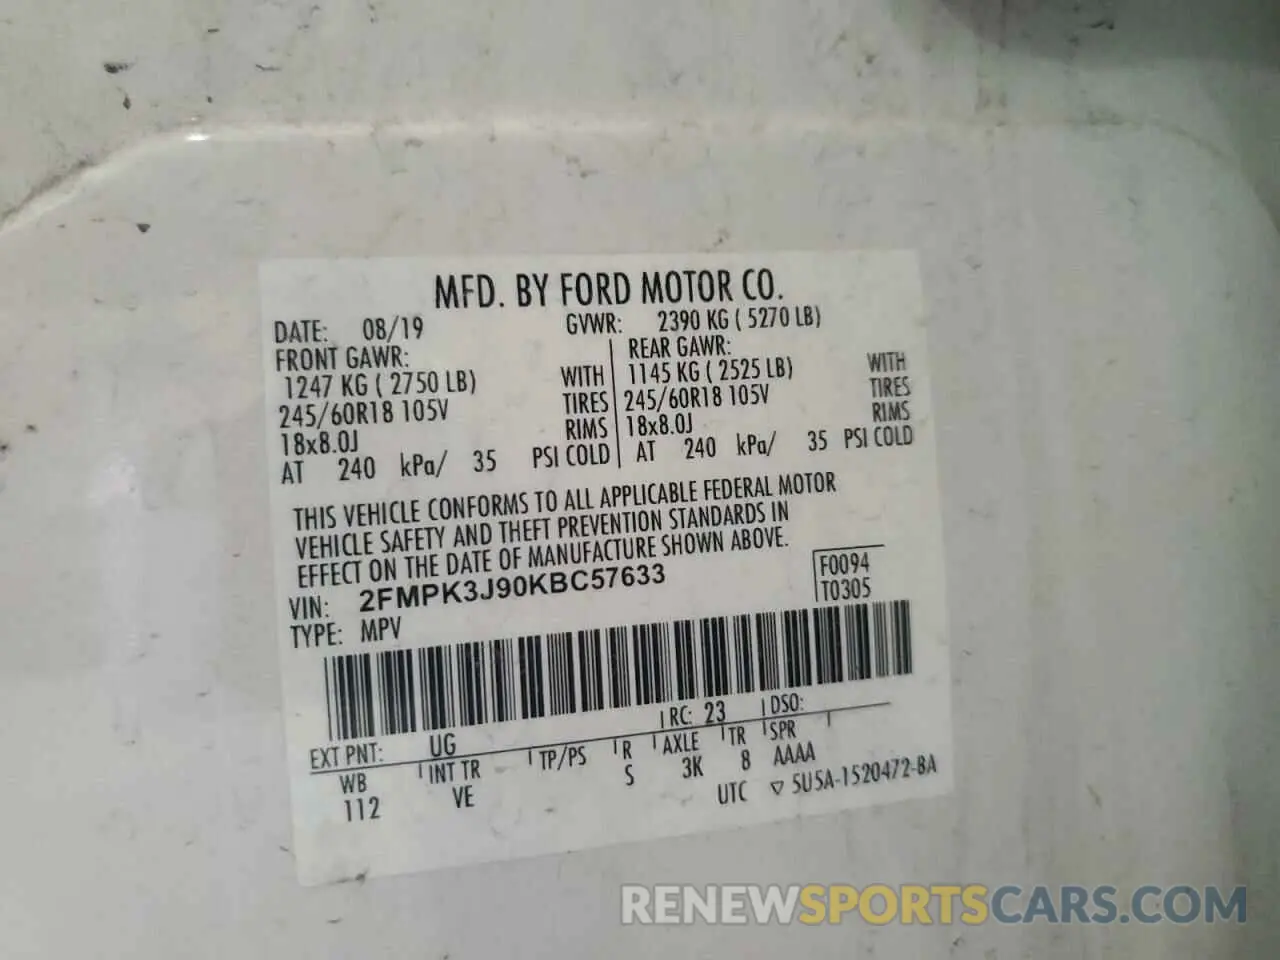 MFD. BY FORD MOTOR CO.
DATE: 08/19 GVWR: 2390 KG ( 5270 LB)
FRONT GAWR: REAR GAWR:
1247 KG ( 2750 LB) WITH 1145 KG ( 2525 LB) WITH
245/60R18 105V TIRES 245/60R18 105V TIRES
18x8.0J RIMS 18x8.0J RIMS
AT 240 kPa/ 35 PSI COLD AT 240 kPa/ 35 PSI COLD
THIS VEHICLE CONFORMS TO ALL APPLICABLE FEDERAL MOTOR
VEHICLE SAFETY AND THEFT PREVENTION STANDARDS IN
EFFECT ON THE DATE OF MANUFACTURE SHOWN ABOVE.
VIN: 2FMPK3J90KBC57633 F0094
TYPE: MPV T0305
EXT PNT: UG RC: 23 DSO:
WB INT TR TP/PS R AXLE TR SPR
112 VE S 3K 8 AAAA
UTC ▽ 5U5A-1520472-BA
RENEWSPORTSCARS.COM